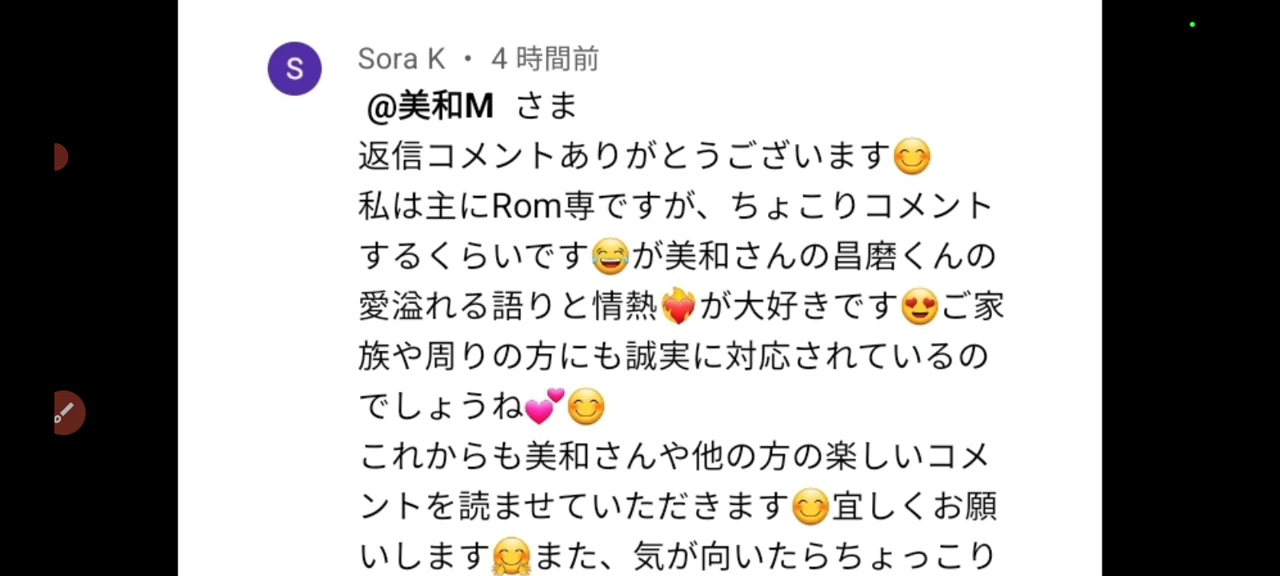 S
Sora K ・ 4 時間前
@美和M さま
返信コメントありがとうございます😊
私は主にRom専ですが、ちょこりコメント
するくらいです😂が美和さんの昌磨くんの
愛溢れる語りと情熱❤️‍🔥が大好きです😍ご家
族や周りの方にも誠実に対応されているの
でしょうね💕😊
これからも美和さんや他の方の楽しいコメ
ントを読ませていただきます😊宜しくお願
いします🤗また、気が向いたらちょっこり